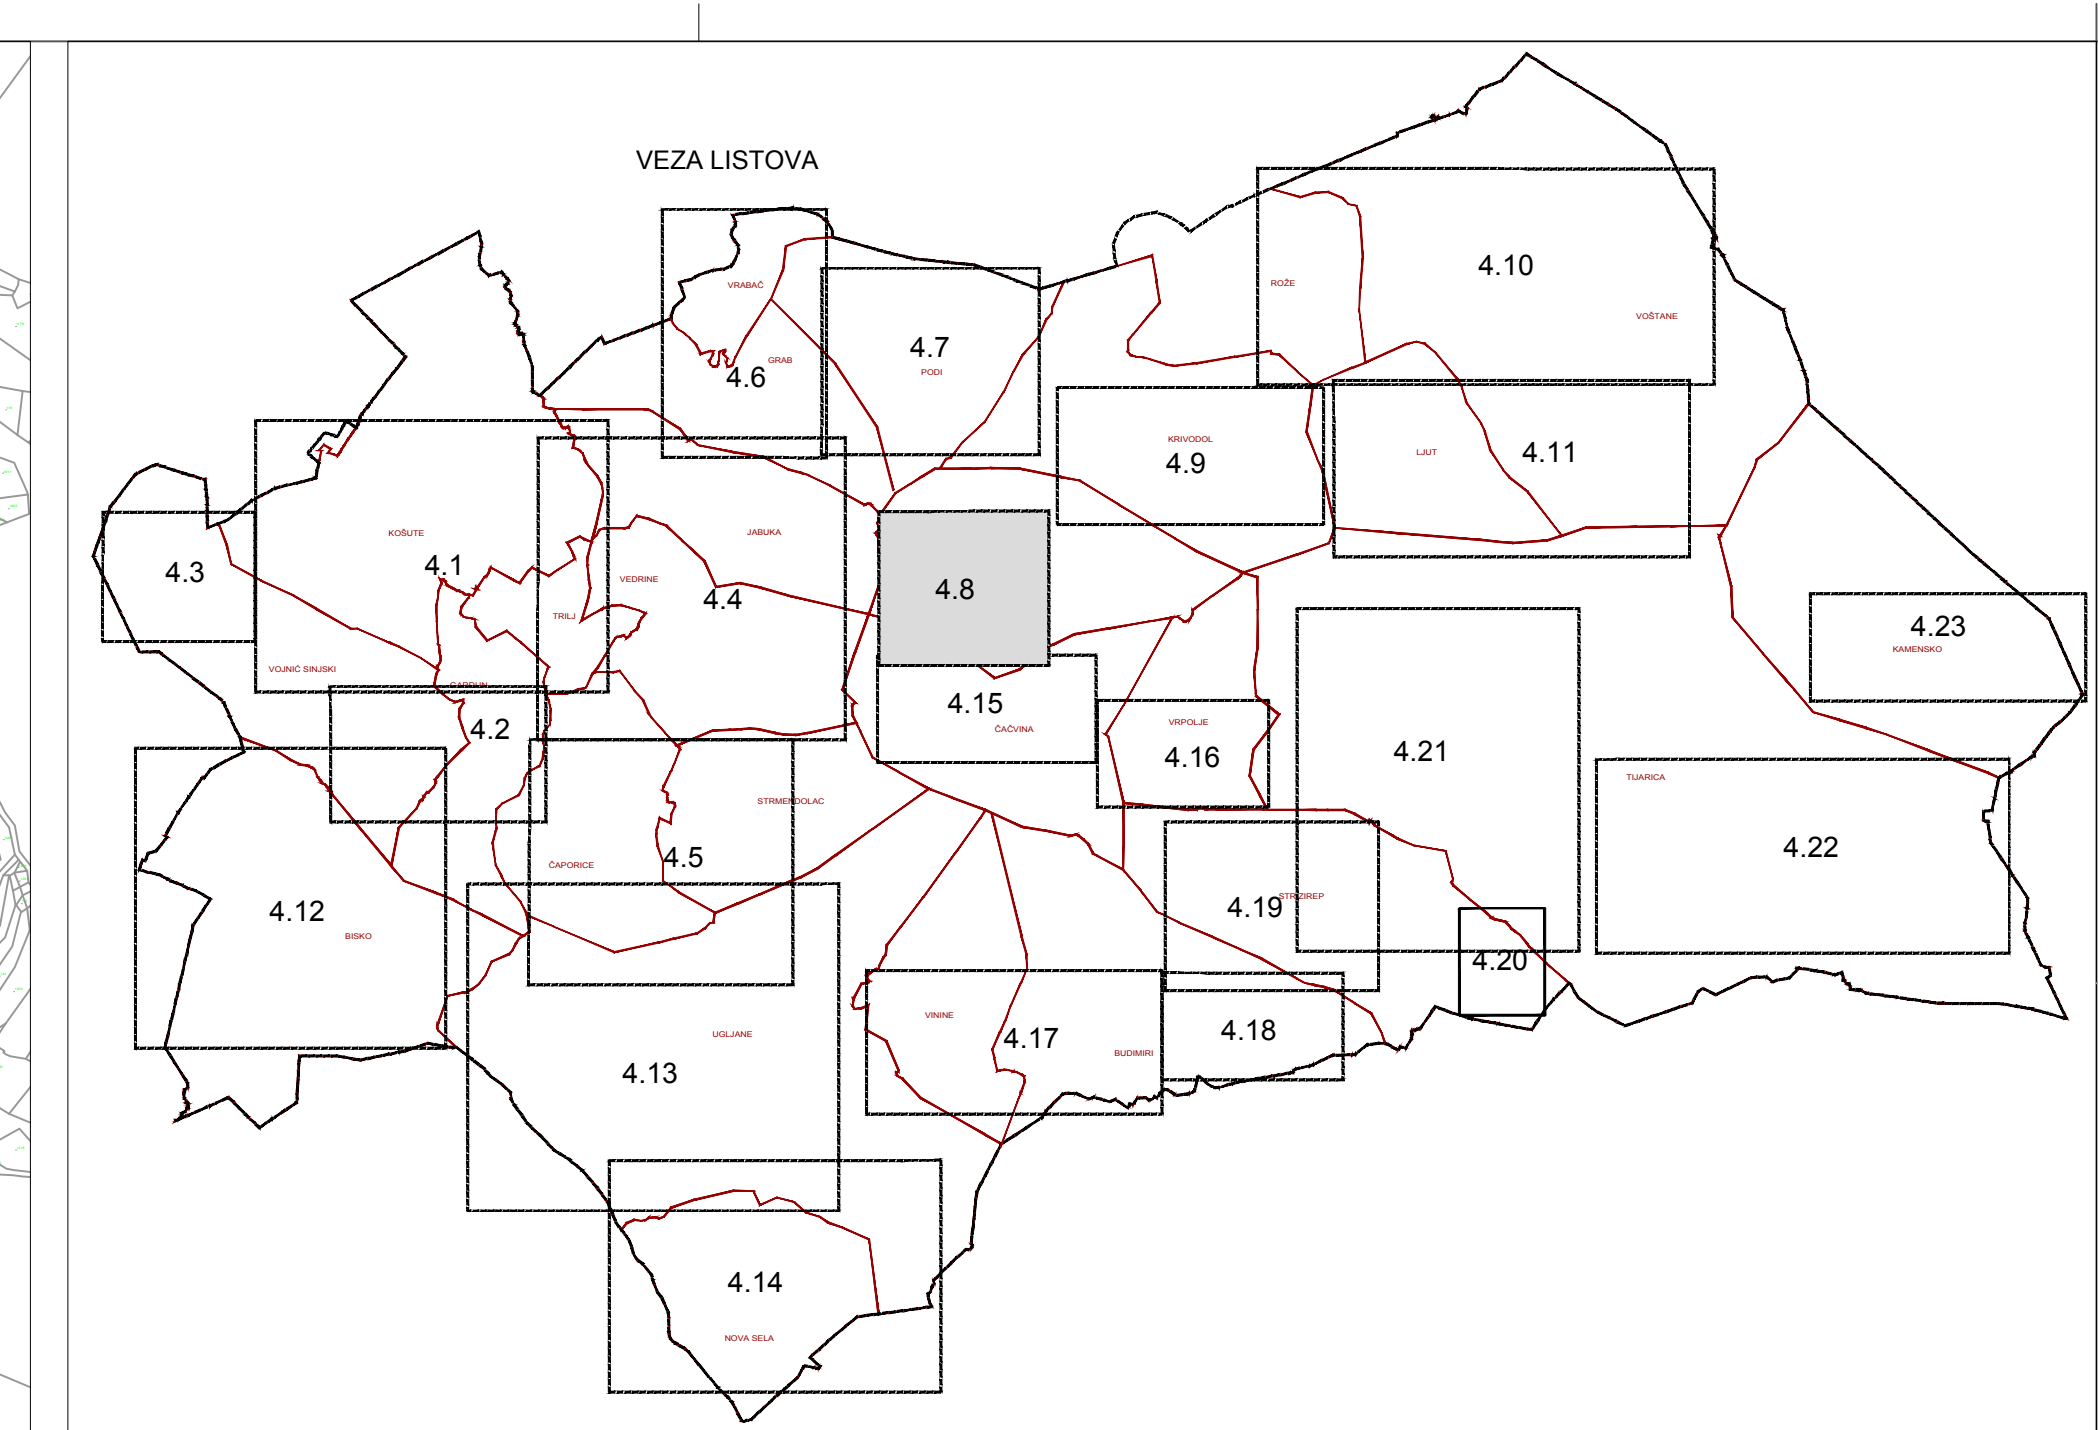 VEZA LISTOVA
4.10
ROŽE
VRABAČ
VOŠTANE
4.7
GRAB
PODI
4.6
KRIVODOL
4.9
LJUT
4.11
KOŠUTE
JABUKA
4.1
4.3
VEDRINE
4.4
4.8
TRILJ
4.23
KAMENSKO
VOJNIĆ SINJSKI
GARDUN
4.15
ČAČVINA
4.2
VRPOLJE
4.16
4.21
TIJARICA
STRMENDOLAC
4.5
ČAPORICE
4.22
4.12
BISKO
4.19
STRIZIREP
4.20
VININE
4.17
4.18
UGLJANE
BUDIMIRI
4.13
4.14
NOVA SELA